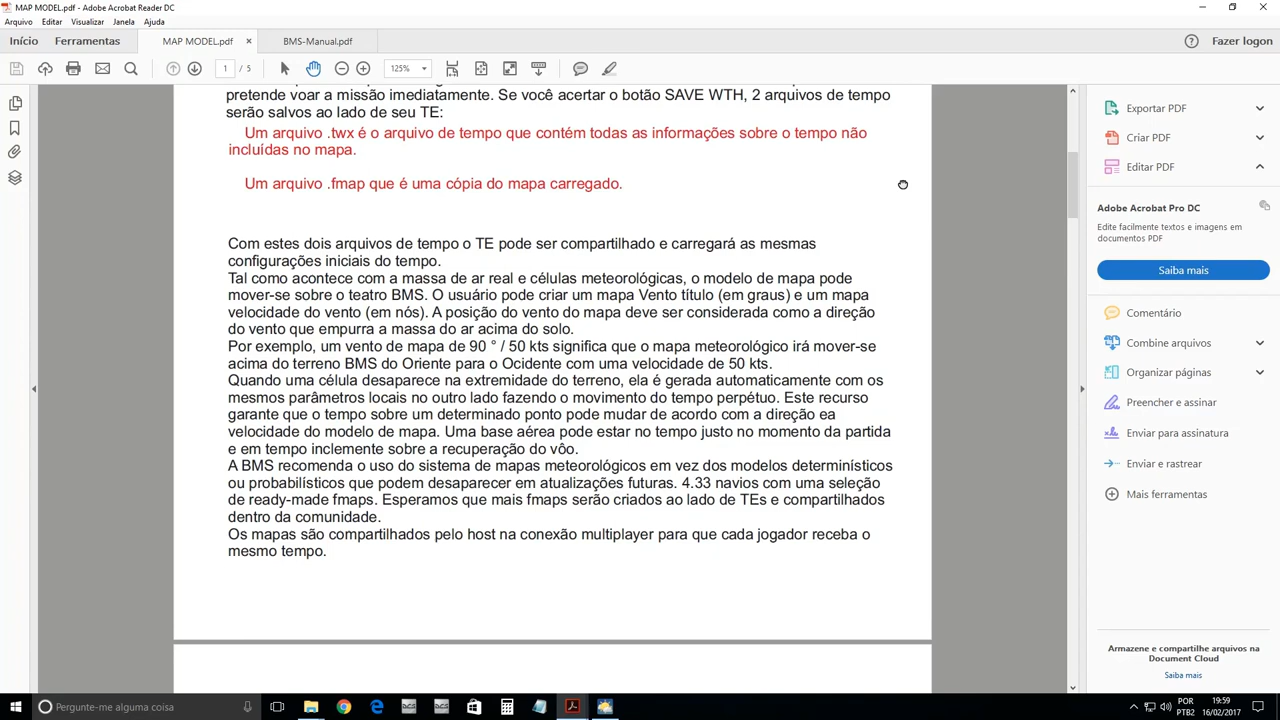 MAP MODEL.pdf - Adobe Acrobat Reader DC
Arquivo Editar Visualizar Janela Ajuda
Início Ferramentas MAP MODEL.pdf × BMS-Manual.pdf Fazer logon
1 / 5 125%
pretende voar a missão imediatamente. Se você acertar o botão SAVE WTH, 2 arquivos de tempo
serão salvos ao lado de seu TE:
Um arquivo .twx é o arquivo de tempo que contém todas as informações sobre o tempo não
incluídas no mapa.
Um arquivo .fmap que é uma cópia do mapa carregado.
Com estes dois arquivos de tempo o TE pode ser compartilhado e carregará as mesmas
configurações iniciais do tempo.
Tal como acontece com a massa de ar real e células meteorológicas, o modelo de mapa pode
mover-se sobre o teatro BMS. O usuário pode criar um mapa Vento título (em graus) e um mapa
velocidade do vento (em nós). A posição do vento do mapa deve ser considerada como a direção
do vento que empurra a massa do ar acima do solo.
Por exemplo, um vento de mapa de 90 ° / 50 kts significa que o mapa meteorológico irá mover-se
acima do terreno BMS do Oriente para o Ocidente com uma velocidade de 50 kts.
Quando uma célula desaparece na extremidade do terreno, ela é gerada automaticamente com os
mesmos parâmetros locais no outro lado fazendo o movimento do tempo perpétuo. Este recurso
garante que o tempo sobre um determinado ponto pode mudar de acordo com a direção ea
velocidade do modelo de mapa. Uma base aérea pode estar no tempo justo no momento da partida
e em tempo inclemente sobre a recuperação do vôo.
A BMS recomenda o uso do sistema de mapas meteorológicos em vez dos modelos determinísticos
ou probabilísticos que podem desaparecer em atualizações futuras. 4.33 navios com uma seleção
de ready-made fmaps. Esperamos que mais fmaps serão criados ao lado de TEs e compartilhados
dentro da comunidade.
Os mapas são compartilhados pelo host na conexão multiplayer para que cada jogador receba o
mesmo tempo.
Exportar PDF
Criar PDF
Editar PDF
Adobe Acrobat Pro DC
Edite facilmente textos e imagens em
documentos PDF
Saiba mais
Comentário
Combine arquivos
Organizar páginas
Preencher e assinar
Enviar para assinatura
Enviar e rastrear
Mais ferramentas
Armazene e compartilhe arquivos na
Document Cloud
Saiba mais
Pergunte-me alguma coisa
POR
PTB2
19:59
16/02/2017